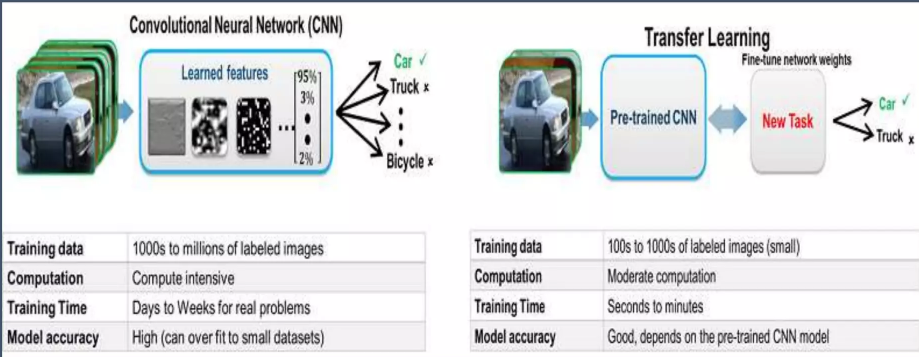 Convolutional Neural Network (CNN)
Learned features
95%
3%
2%
Car ✓
Truck ×
Bicycle ×
Training data 1000s to millions of labeled images
Computation Compute intensive
Training Time Days to Weeks for real problems
Model accuracy High (can over fit to small datasets)
Transfer Learning
Fine-tune network weights
Pre-trained CNN
New Task
Car ✓
Truck ×
Training data 100s to 1000s of labeled images (small)
Computation Moderate computation
Training Time Seconds to minutes
Model accuracy Good, depends on the pre-trained CNN model